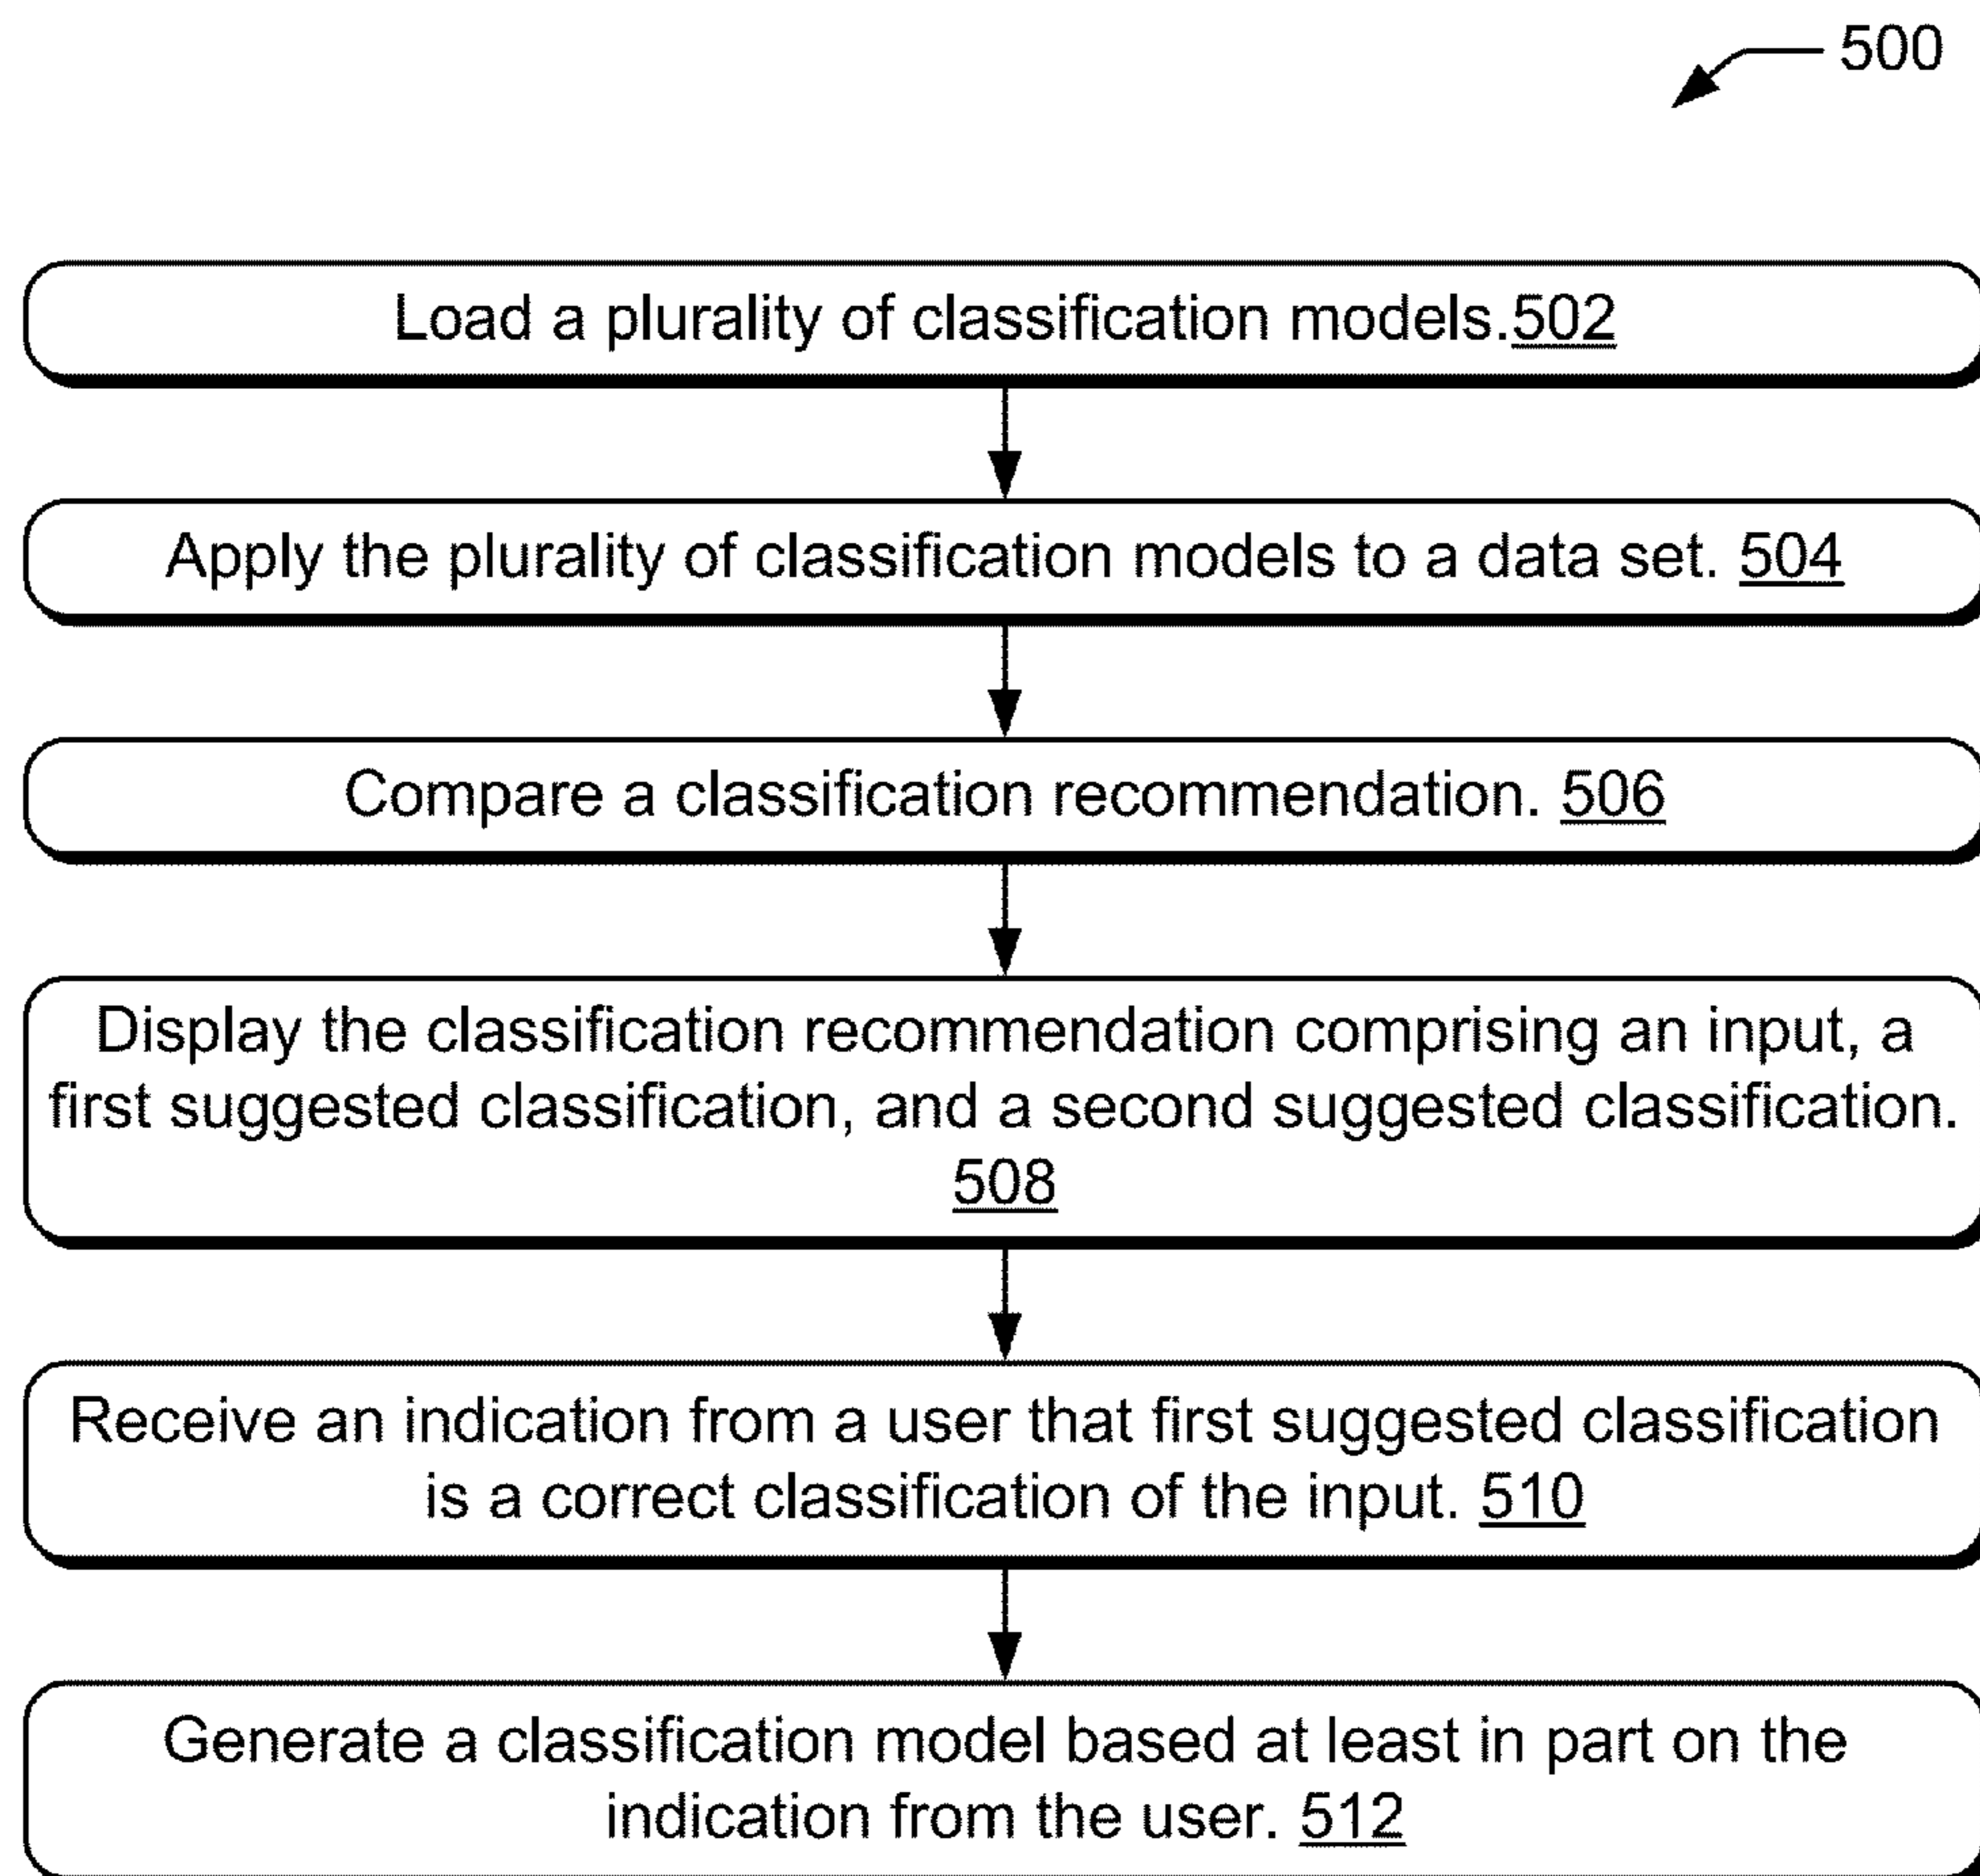 500
Load a plurality of classification models.502
Apply the plurality of classification models to a data set. 504
Compare a classification recommendation. 506
Display the classification recommendation comprising an input, a
first suggested classification, and a second suggested classification.
508
Receive an indication from a user that first suggested classification
is a correct classification of the input. 510
Generate a classification model based at least in part on the
indication from the user. 512